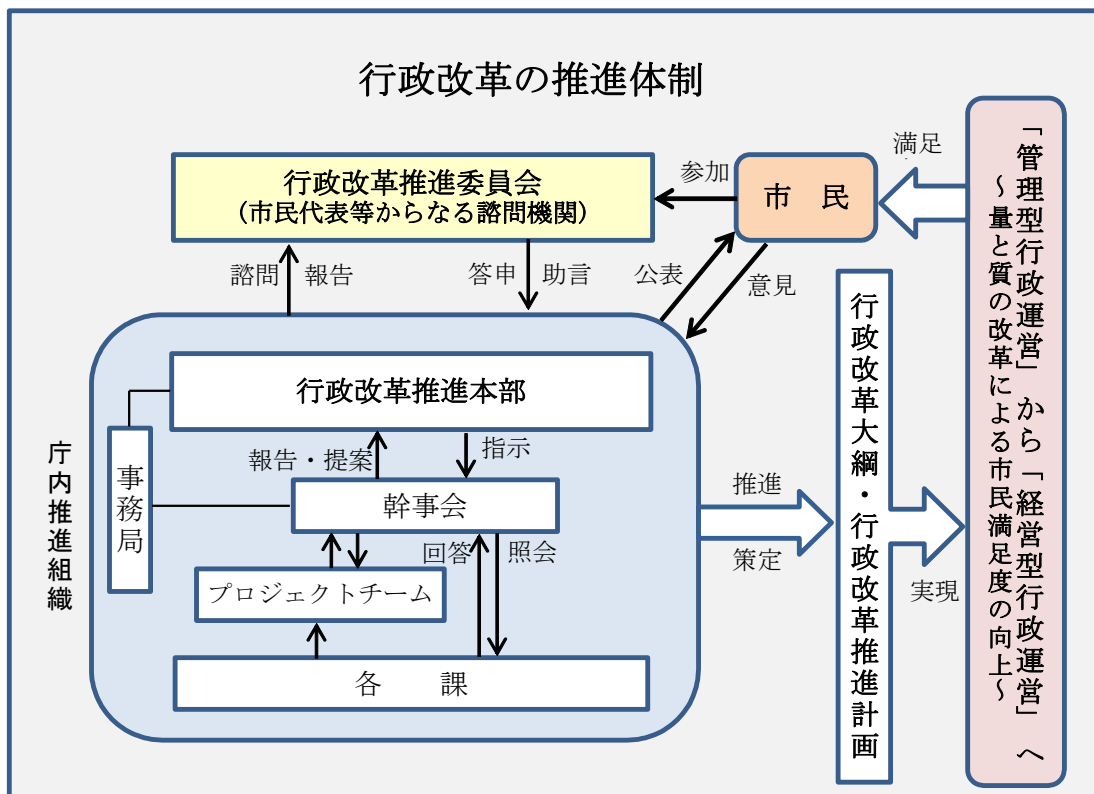 行政改革の推進体制
行政改革推進委員会
（市民代表等からなる諮問機関）
参加
市　民
満足
諮問
報告
答申
助言
公表
意見
庁内推進組織
事務局
行政改革推進本部
報告・提案
指示
幹事会
回答
照会
プロジェクトチーム
各　課
推進
策定
行政改革大綱・行政改革推進計画
実現
「管理型行政運営」から「経営型行政運営」へ
～量と質の改革による市民満足度の向上～